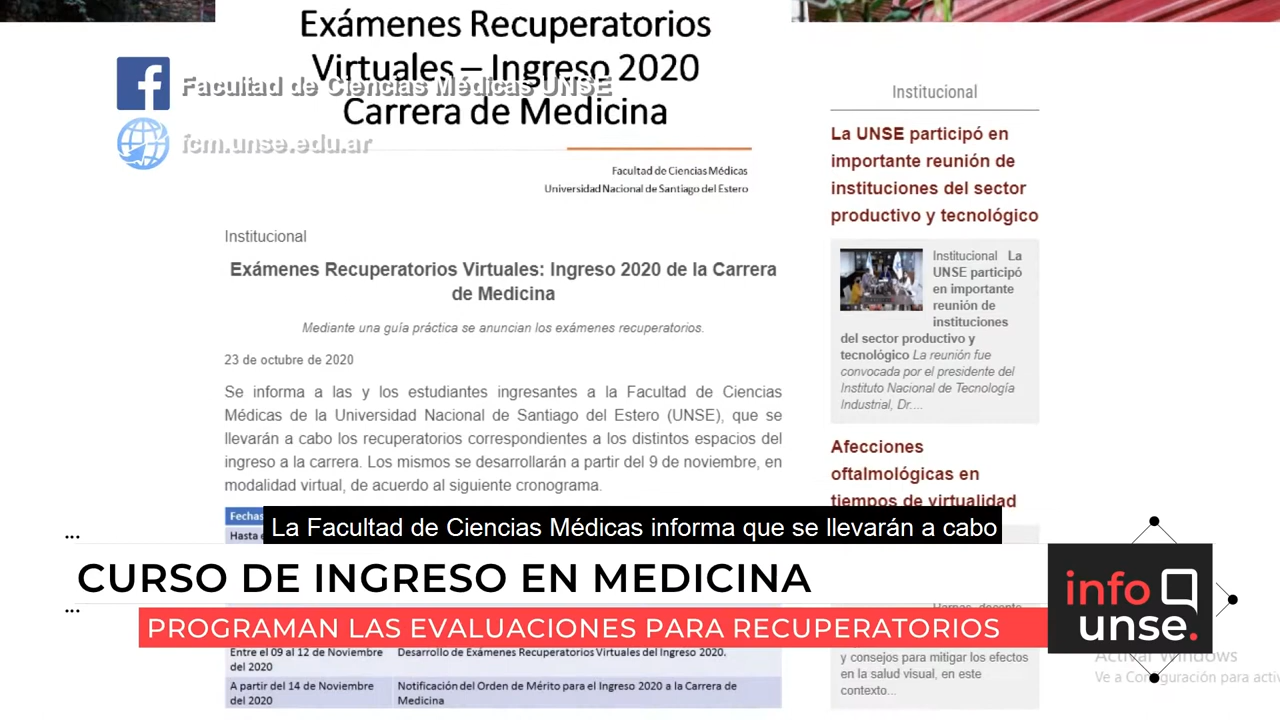 Exámenes Recuperatorios
Virtuales – Ingreso 2020
Carrera de Medicina
Facultad de Ciencias Médicas UNSE
fcm.unse.edu.ar
Facultad de Ciencias Médicas
Universidad Nacional de Santiago del Estero
Institucional
Exámenes Recuperatorios Virtuales: Ingreso 2020 de la Carrera
de Medicina
Mediante una guía práctica se anuncian los exámenes recuperatorios.
23 de octubre de 2020
Se informa a las y los estudiantes ingresantes a la Facultad de Ciencias
Médicas de la Universidad Nacional de Santiago del Estero (UNSE), que se
llevarán a cabo los recuperatorios correspondientes a los distintos espacios del
ingreso a la carrera. Los mismos se desarrollarán a partir del 9 de noviembre, en
modalidad virtual, de acuerdo al siguiente cronograma.
Fechas
Hasta
Entre el 09 al 12 de Noviembre
del 2020
Desarrollo de Exámenes Recuperatorios Virtuales del Ingreso 2020.
A partir del 14 de Noviembre
del 2020
Notificación del Orden de Mérito para el Ingreso 2020 a la Carrera de
Medicina
Institucional
La UNSE participó en
importante reunión de
instituciones del sector
productivo y tecnológico
Institucional La
UNSE participó
en importante
reunión de
instituciones
del sector productivo y
tecnológico La reunión fue
convocada por el presidente del
Instituto Nacional de Tecnología
Industrial, Dr....
Afecciones
oftalmológicas en
tiempos de virtualidad
y consejos para mitigar los efectos
en la salud visual, en este
contexto...
La Facultad de Ciencias Médicas informa que se llevarán a cabo
CURSO DE INGRESO EN MEDICINA
PROGRAMAN LAS EVALUACIONES PARA RECUPERATORIOS
info
unse.
Activar Windows
Ve a Configuración para activ